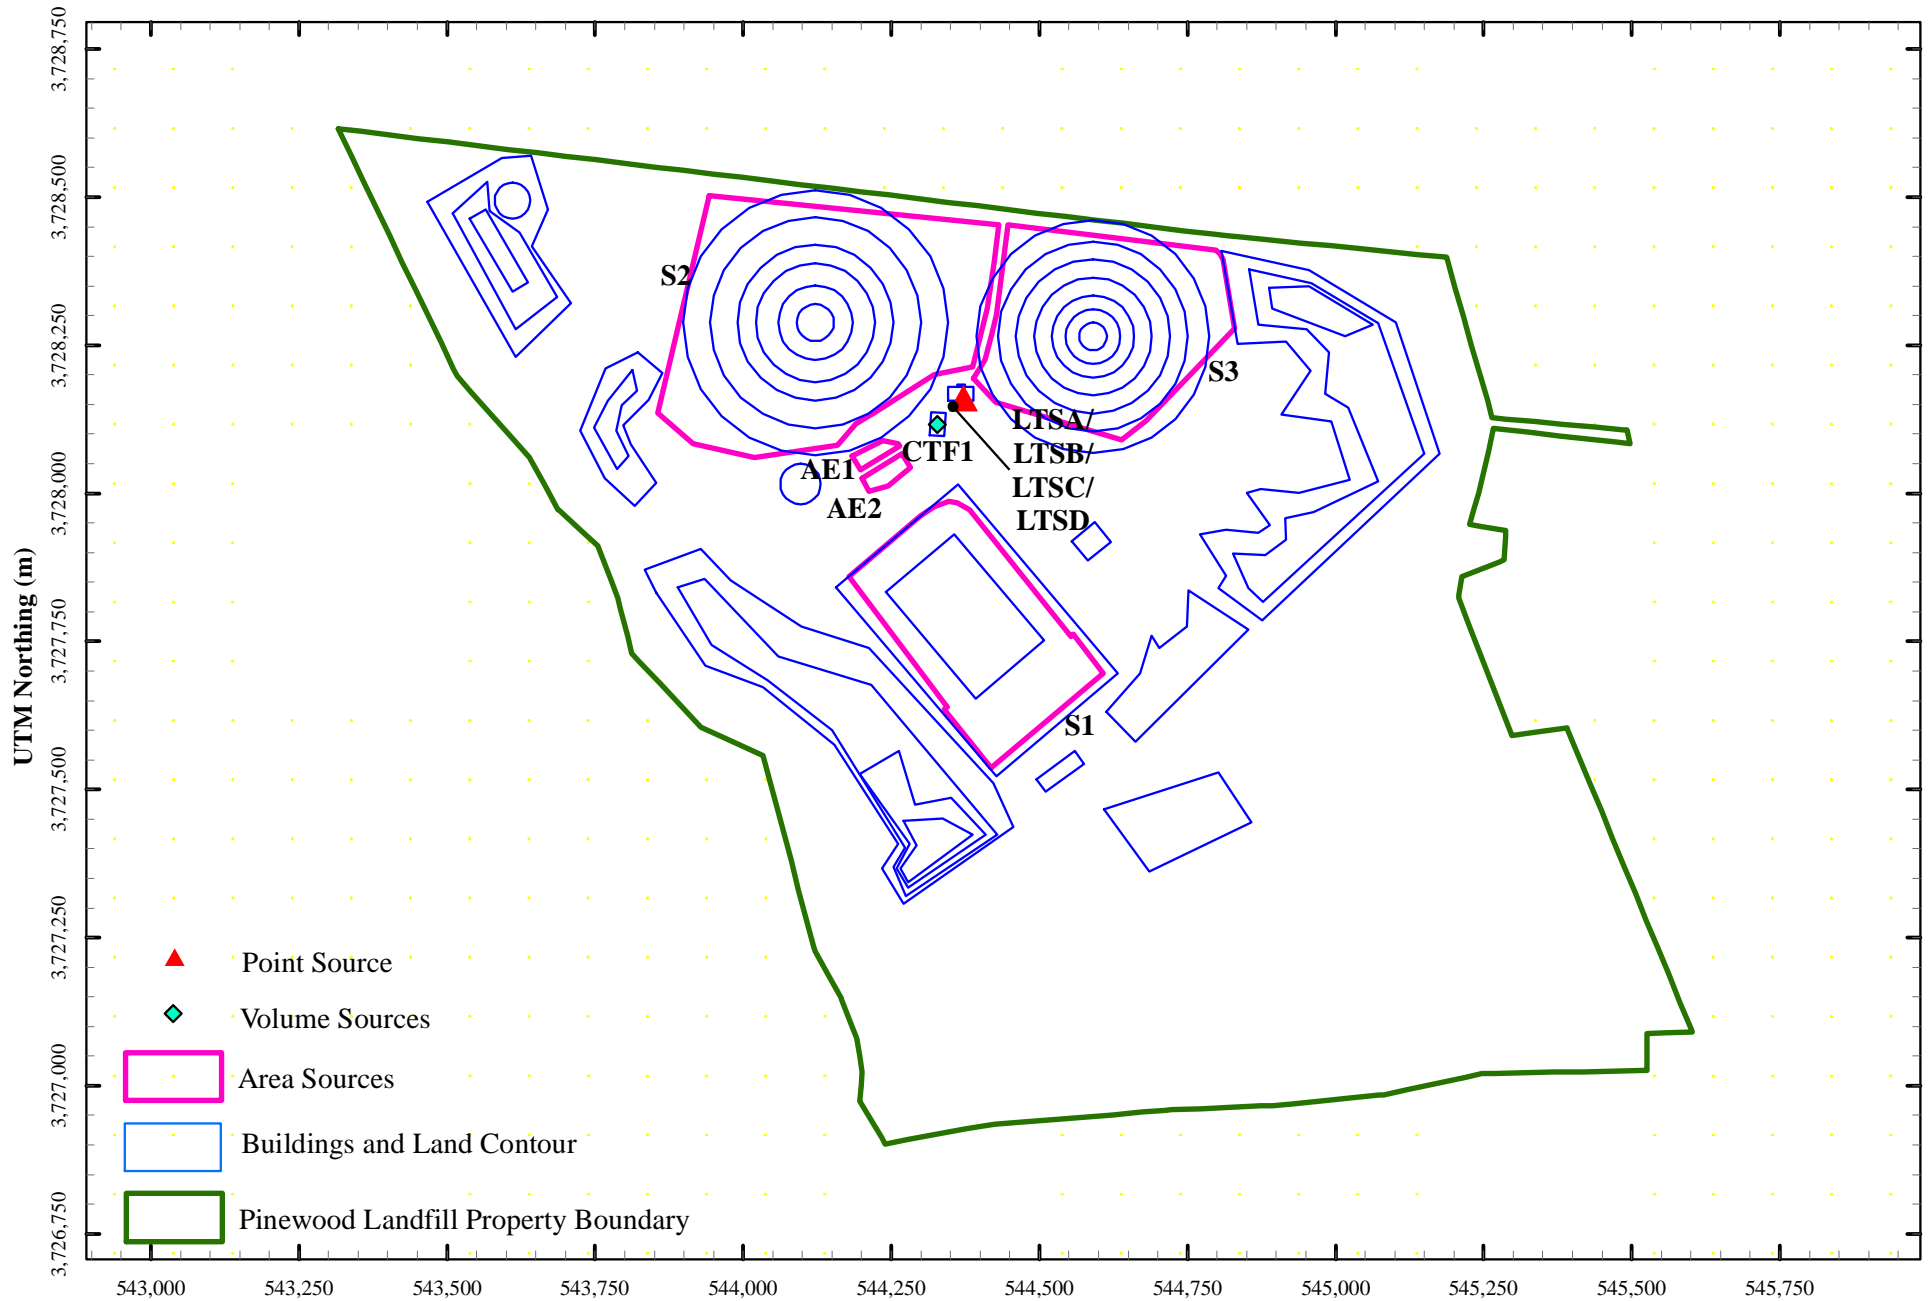 3,728,750
3,728,500
3,728,250
3,728,000
3,727,750
3,727,500
3,727,250
3,727,000
3,726,750
UTM Northing (m)
S2
S3
LTSA/
LTSB/
LTSC/
LTSD
CTF1
AE1
AE2
S1
Point Source
Volume Sources
Area Sources
Buildings and Land Contour
Pinewood Landfill Property Boundary
543,000 543,250 543,500 543,750 544,000 544,250 544,500 544,750 545,000 545,250 545,500 545,750